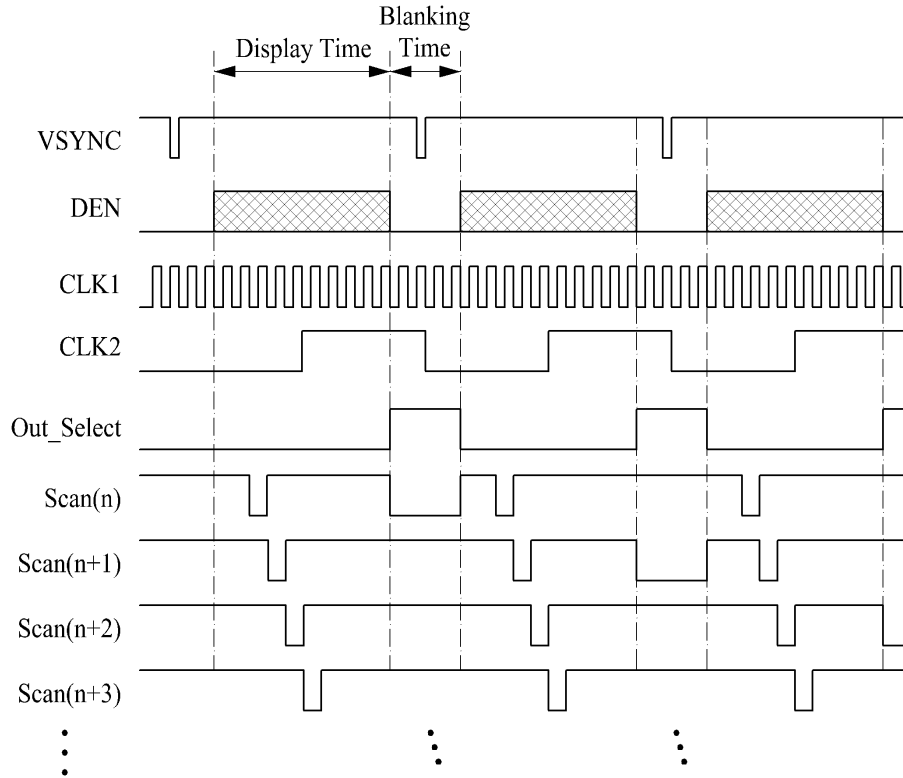 Blanking
Display Time Time
VSYNC
DEN
CLK1
CLK2
Out_Select
Scan(n)
Scan(n+1)
Scan(n+2)
Scan(n+3)